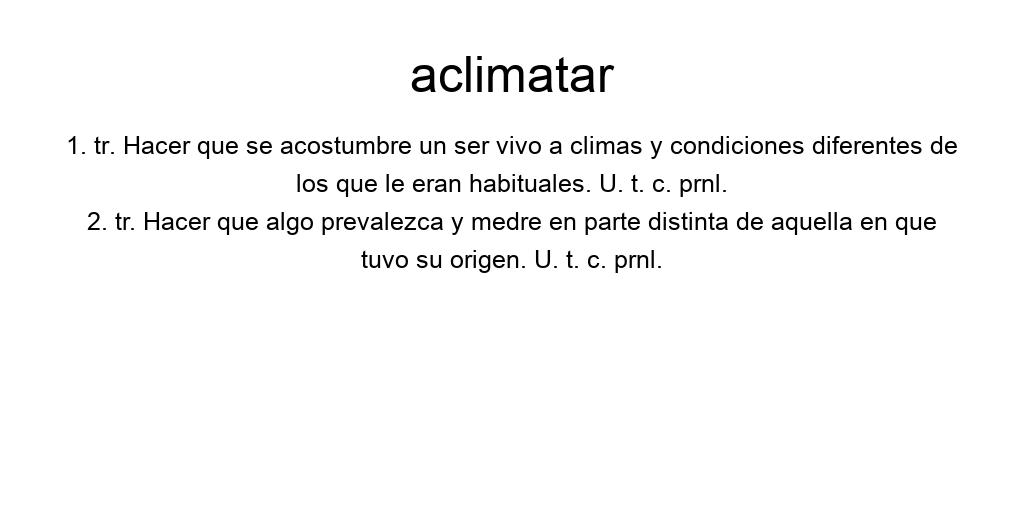 aclimatar
1. tr. Hacer que se acostumbre un ser vivo a climas y condiciones diferentes de
los que le eran habituales. U. t. c. prnl.
2. tr. Hacer que algo prevalezca y medre en parte distinta de aquella en que
tuvo su origen. U. t. c. prnl.